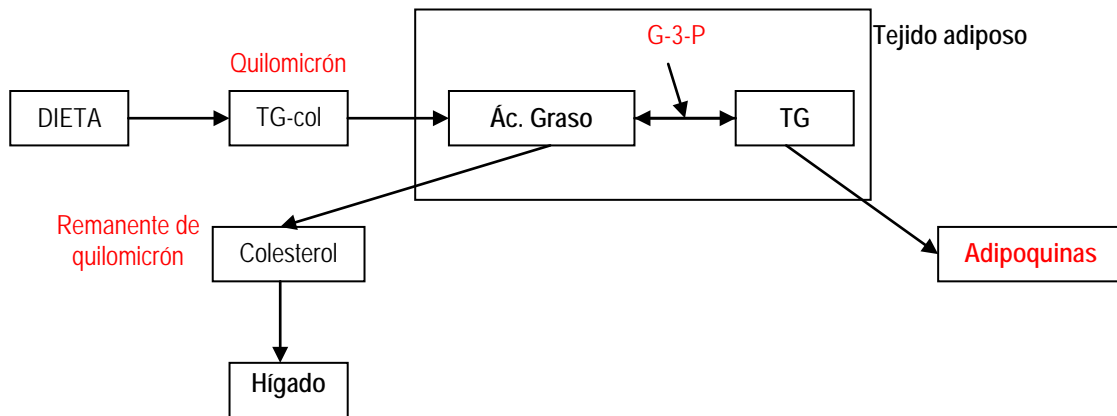 G-3-P
Tejido adiposo
Quilomicrón
DIETA
TG-col
Ác. Graso
TG
Remanente de
quilomicrón
Colesterol
Adipoquinas
Hígado